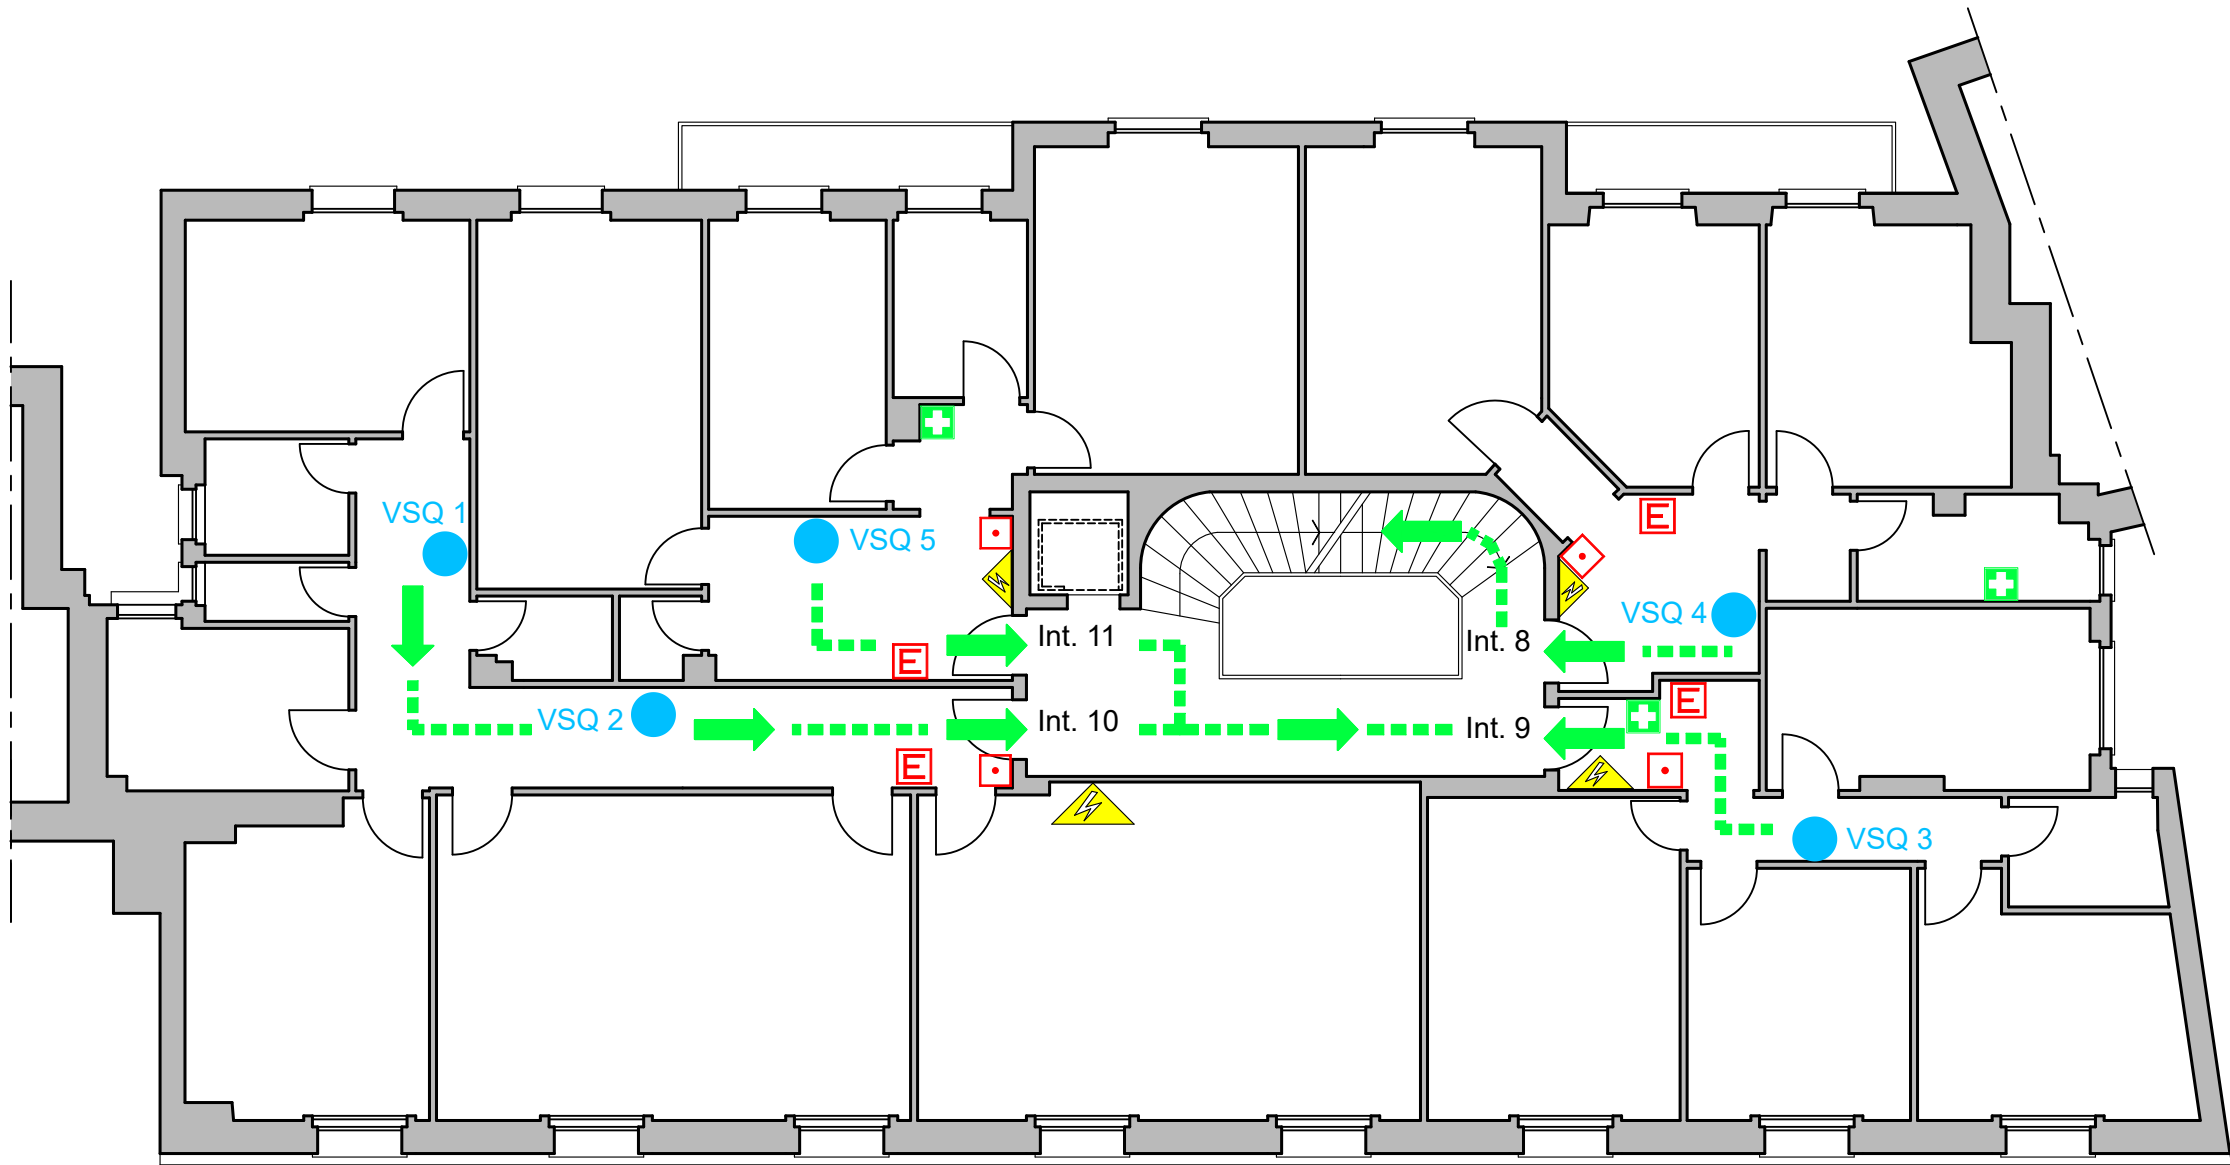 VSQ 1
VSQ 5
E
VSQ 4
Int. 11
Int. 8
E
E
VSQ 2
Int. 10
Int. 9
E
VSQ 3